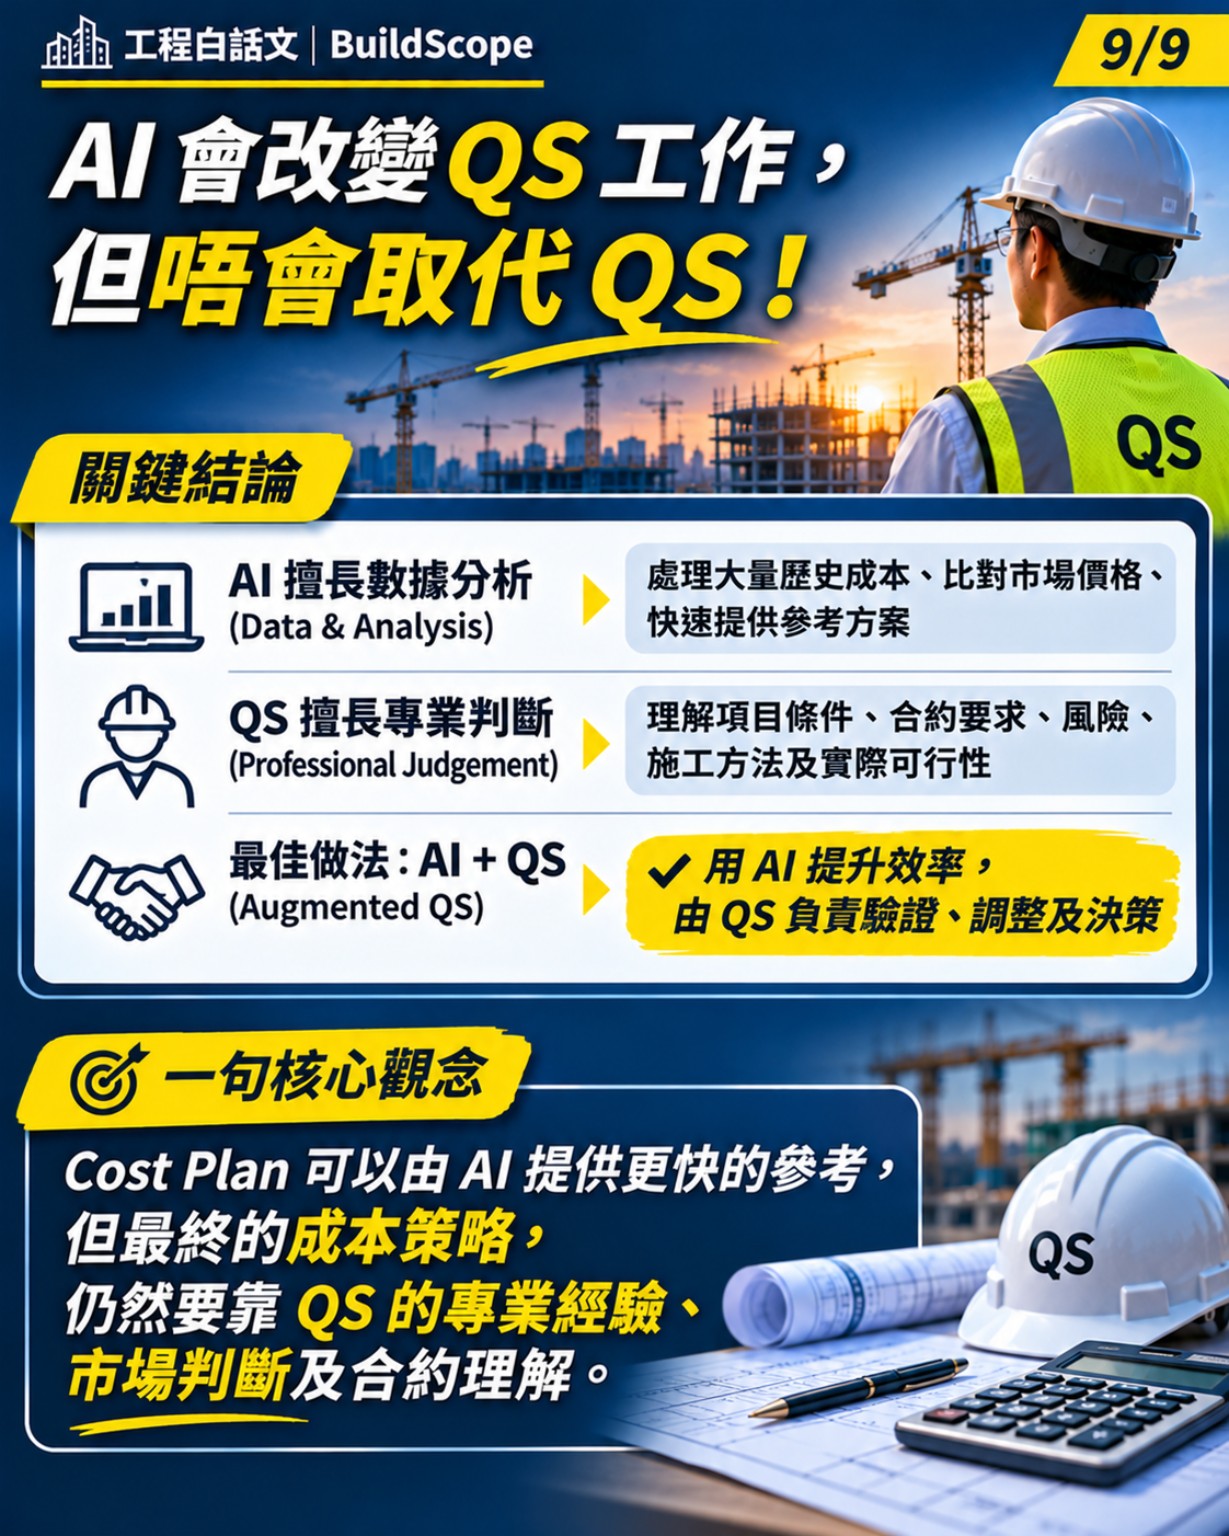 工程白話文 | BuildScope
9/9
AI 會改變 QS 工作，
但唔會取代 QS！
QS
關鍵結論
AI 擅長數據分析
(Data & Analysis)
處理大量歷史成本、比對市場價格、
快速提供參考方案
QS 擅長專業判斷
(Professional Judgement)
理解項目條件、合約要求、風險、
施工方法及實際可行性
最佳做法：AI + QS
(Augmented QS)
✓ 用 AI 提升效率，
由 QS 負責驗證、調整及決策
一句核心觀念
Cost Plan 可以由 AI 提供更快的參考，
但最終的成本策略，
仍然要靠 QS 的專業經驗、
市場判斷及合約理解。
QS